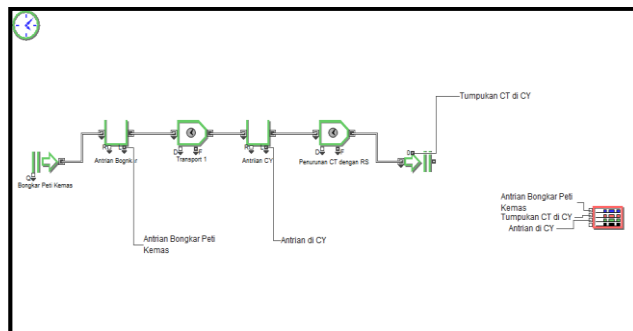 Tumpukan CT di CY
Antrian Bognkar
Transport 1
Antrian CY
Penurunan CT dengan RS
Bongkar Peti Kemas
Antrian Bongkar Peti
Kemas
Antrian di CY
Antrian Bongkar Peti
Kemas
Tumpukan CT di CY
Antrian di CY